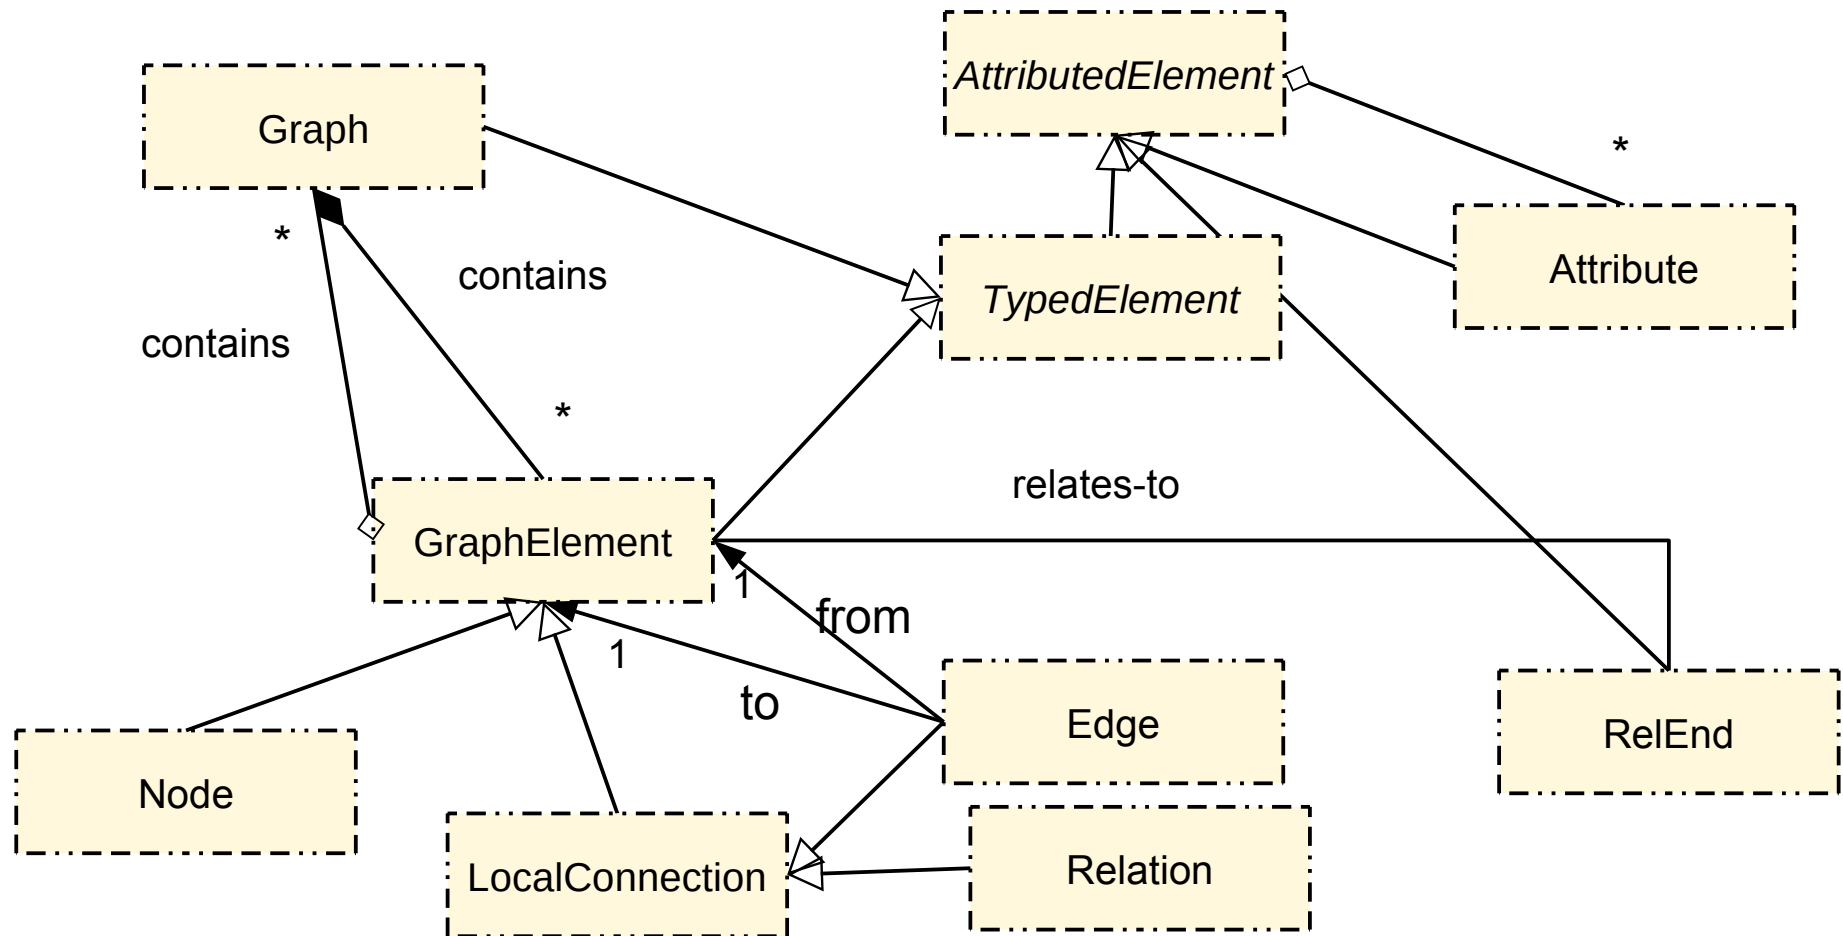 AttributedElement
Graph
*
*
contains
Attribute
TypedElement
contains
*
relates-to
GraphElement
1
from
1
to
Edge
RelEnd
Node
Relation
LocalConnection